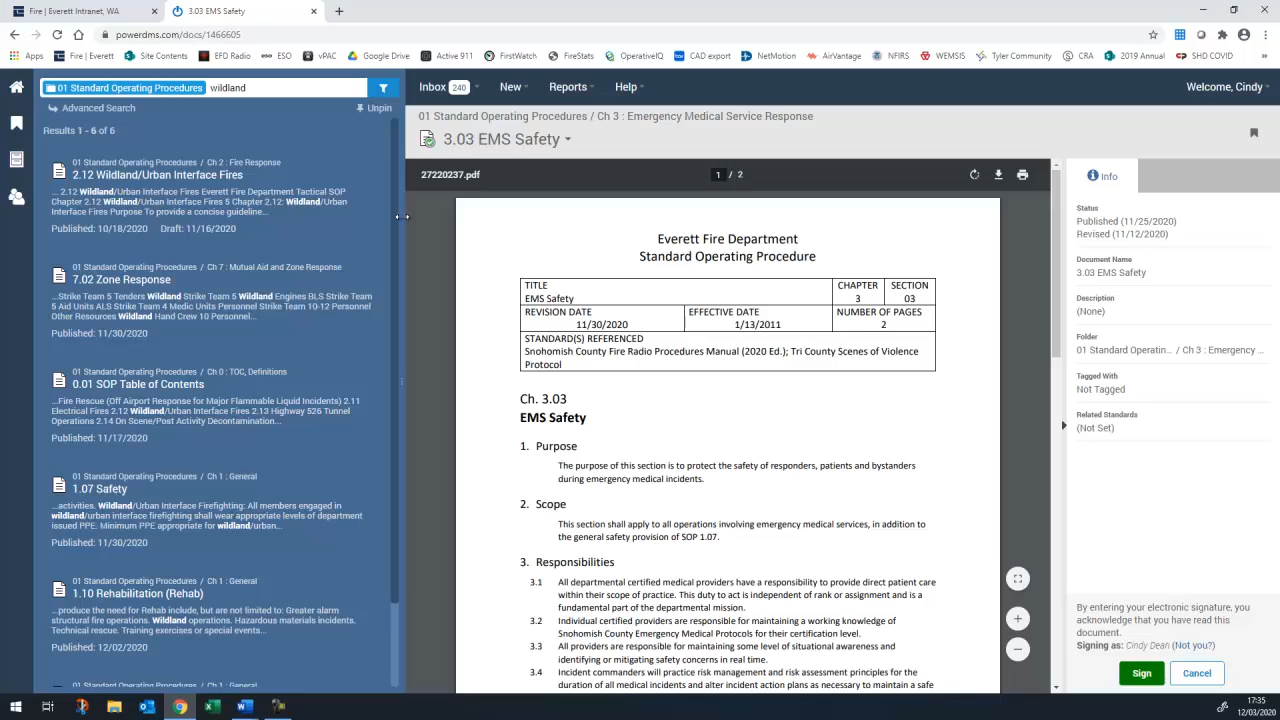 Fire | Everett Intranet, WA
3.03 EMS Safety
powerdms.com/docs/1466605
Apps
Fire | Everett
Site Contents
EFD Radio
ESO
vPAC
Google Drive
Active 911
FirstWatch
FireStats
OperativeIQ
CAD export
NetMotion
AirVantage
NFIRS
WEMSIS
Tyler Community
CRA
2019 Annual
SHD COVID
01 Standard Operating Procedures wildland
Advanced Search
Unpin
Results 1 - 6 of 6
01 Standard Operating Procedures / Ch 2 : Fire Response
2.12 Wildland/Urban Interface Fires
... 2.12 Wildland/Urban Interface Fires Everett Fire Department Tactical SOP
Chapter 2.12 Wildland/Urban Interface Fires 5 Chapter 2.12: Wildland/Urban
Interface Fires Purpose To provide a concise guideline...
Published: 10/18/2020 Draft: 11/16/2020
01 Standard Operating Procedures / Ch 7 : Mutual Aid and Zone Response
7.02 Zone Response
...Strike Team 5 Tenders Wildland Strike Team 5 Wildland Engines BLS Strike Team
5 Aid Units ALS Strike Team 4 Medic Units Personnel Strike Team 10-12 Personnel
Other Resources Wildland Hand Crew 10 Personnel...
Published: 11/30/2020
01 Standard Operating Procedures / Ch 0 : TOC, Definitions
0.01 SOP Table of Contents
...Fire Rescue (Off Airport Response for Major Flammable Liquid Incidents) 2.11
Electrical Fires 2.12 Wildland/Urban Interface Fires 2.13 Highway 526 Tunnel
Operations 2.14 On Scene/Post Activity Decontamination...
Published: 11/17/2020
01 Standard Operating Procedures / Ch 1 : General
1.07 Safety
...activities. Wildland/Urban Interface Firefighting: All members engaged in
wildland/urban interface firefighting shall wear appropriate levels of department
issued PPE. Minimum PPE appropriate for wildland/urban...
Published: 11/30/2020
01 Standard Operating Procedures / Ch 1 : General
1.10 Rehabilitation (Rehab)
...produce the need for Rehab include, but are not limited to: Greater alarm
structural fire operations. Wildland operations. Hazardous materials incidents.
Technical rescue. Training exercises or special events...
Published: 12/02/2020
01 Standard Operating Procedures / Ch 1 : General
Inbox 240
New
Reports
Help
Welcome, Cindy
01 Standard Operating Procedures / Ch 3 : Emergency Medical Service Response
3.03 EMS Safety
27220237.pdf
1 / 2
Everett Fire Department
Standard Operating Procedure
TITLE
EMS Safety
CHAPTER
3
SECTION
03
REVISION DATE
11/30/2020
EFFECTIVE DATE
1/13/2011
NUMBER OF PAGES
2
STANDARD(S) REFERENCED
Snohomish County Fire Radio Procedures Manual (2020 Ed.); Tri County Scenes of Violence
Protocol
Ch. 3.03
EMS Safety
1. Purpose
The purpose of this section is to protect the safety of responders, patients and bystanders
during emergency medical incidents.
2. Scope
This section shall apply to all operations involving emergency medical services, in addition to
the general safety provision of SOP 1.07.
3. Responsibilities
3.1 All departmental certified medical providers have a responsibility to provide direct patient care
within their scope of practice. This duty to act is independent of rank or assignment and is a
fundamental part of the departmental mission.
3.2 Individual certified providers are responsible for maintaining a working knowledge of
Snohomish County Emergency Medical Protocols for their certification level.
3.3 All providers are responsible for maintaining some level of situational awareness and
identifying or mitigating safety concerns in real time.
3.4 Incident commanders will practice risk management and risk assessment principles for the
duration of all medical incidents and alter incident action plans as necessary to maintain a safe
Info
Status
Published (11/25/2020)
Revised (11/12/2020)
Document Name
3.03 EMS Safety
Description
(None)
Folder
01 Standard Operatin... / Ch 3 : Emergency ...
Tagged With
Not Tagged
Related Standards
(Not Set)
By entering your electronic signature, you
acknowledge that you have read this
document.
Signing as: Cindy Dean (Not you?)
Sign
Cancel
17:35
12/03/2020